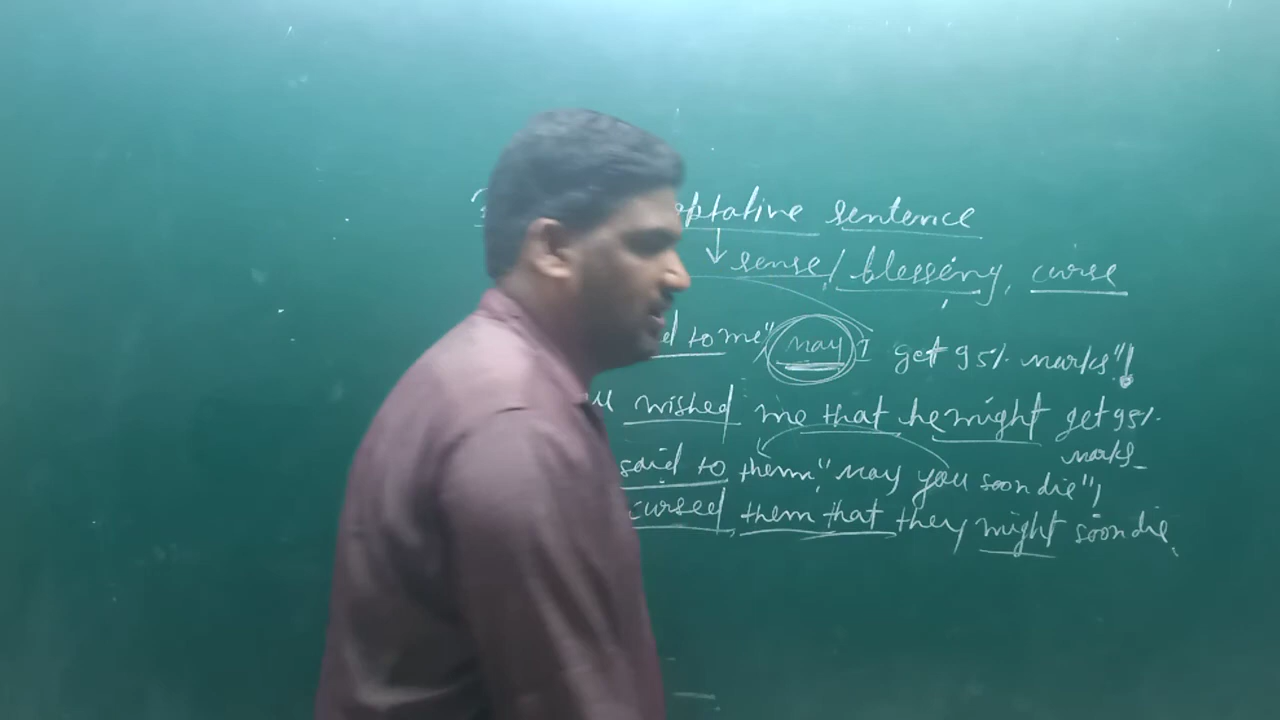 optative sentence
sense/ blessing, curse
to me" may I get 95% marks"!
wished me that he might get 95%
marks
said to them," may you soon die"!
cursed them that they might soon die.